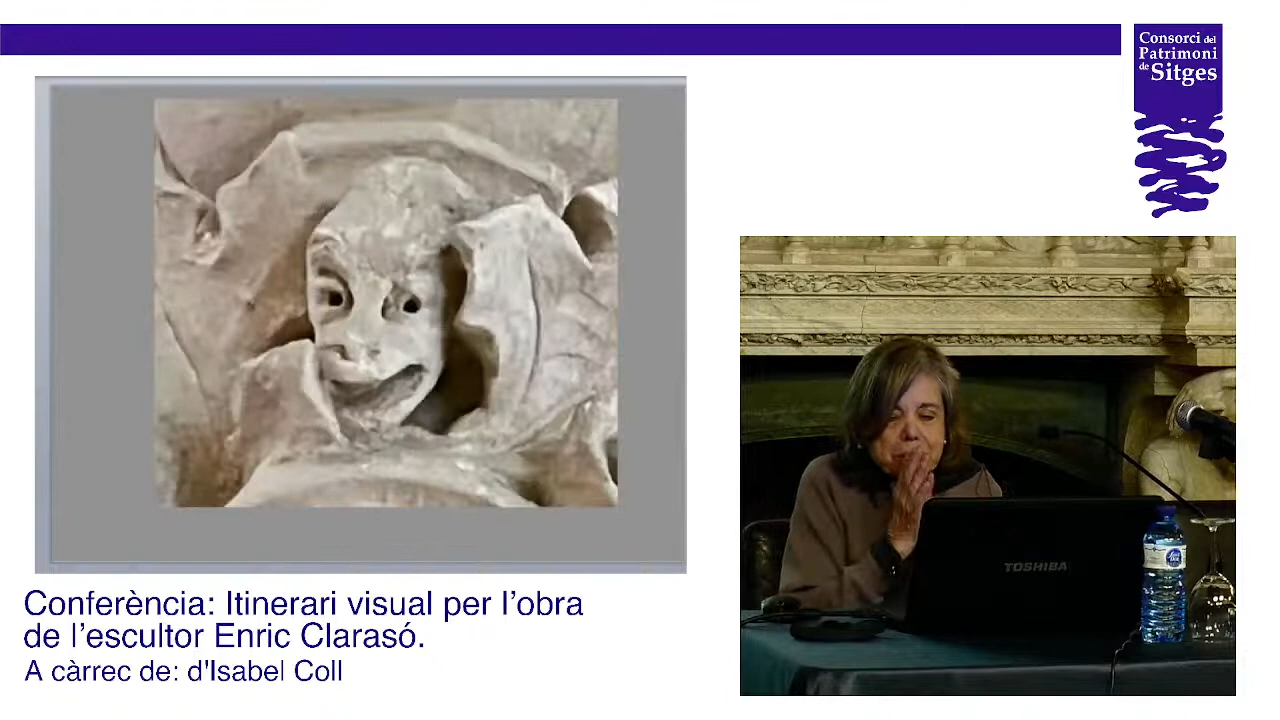 Consorci del
Patrimoni
de Sitges
TOSHIBA
Conferència: Itinerari visual per l'obra
de l'escultor Enric Clarasó.
A càrrec de: d'Isabel Coll